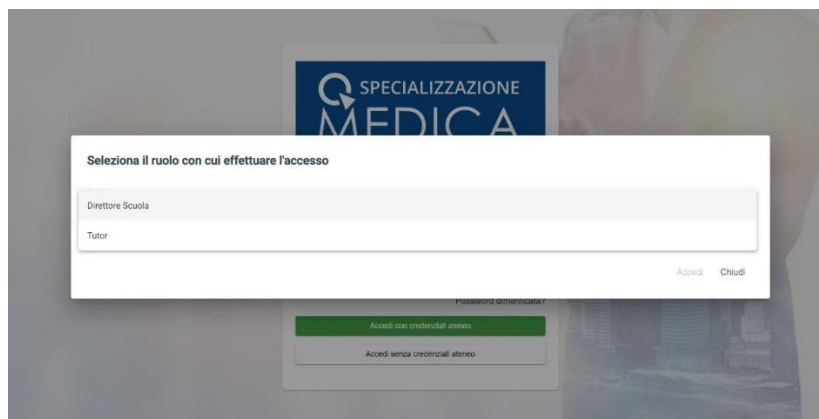 SPECIALIZZAZIONE
MEDICA
Seleziona il ruolo con cui effettuare l'accesso
Direttore Scuola
Tutor
Accedi Chiudi
Password dimenticata?
Accedi con credenziali ateneo
Accedi senza credenziali ateneo